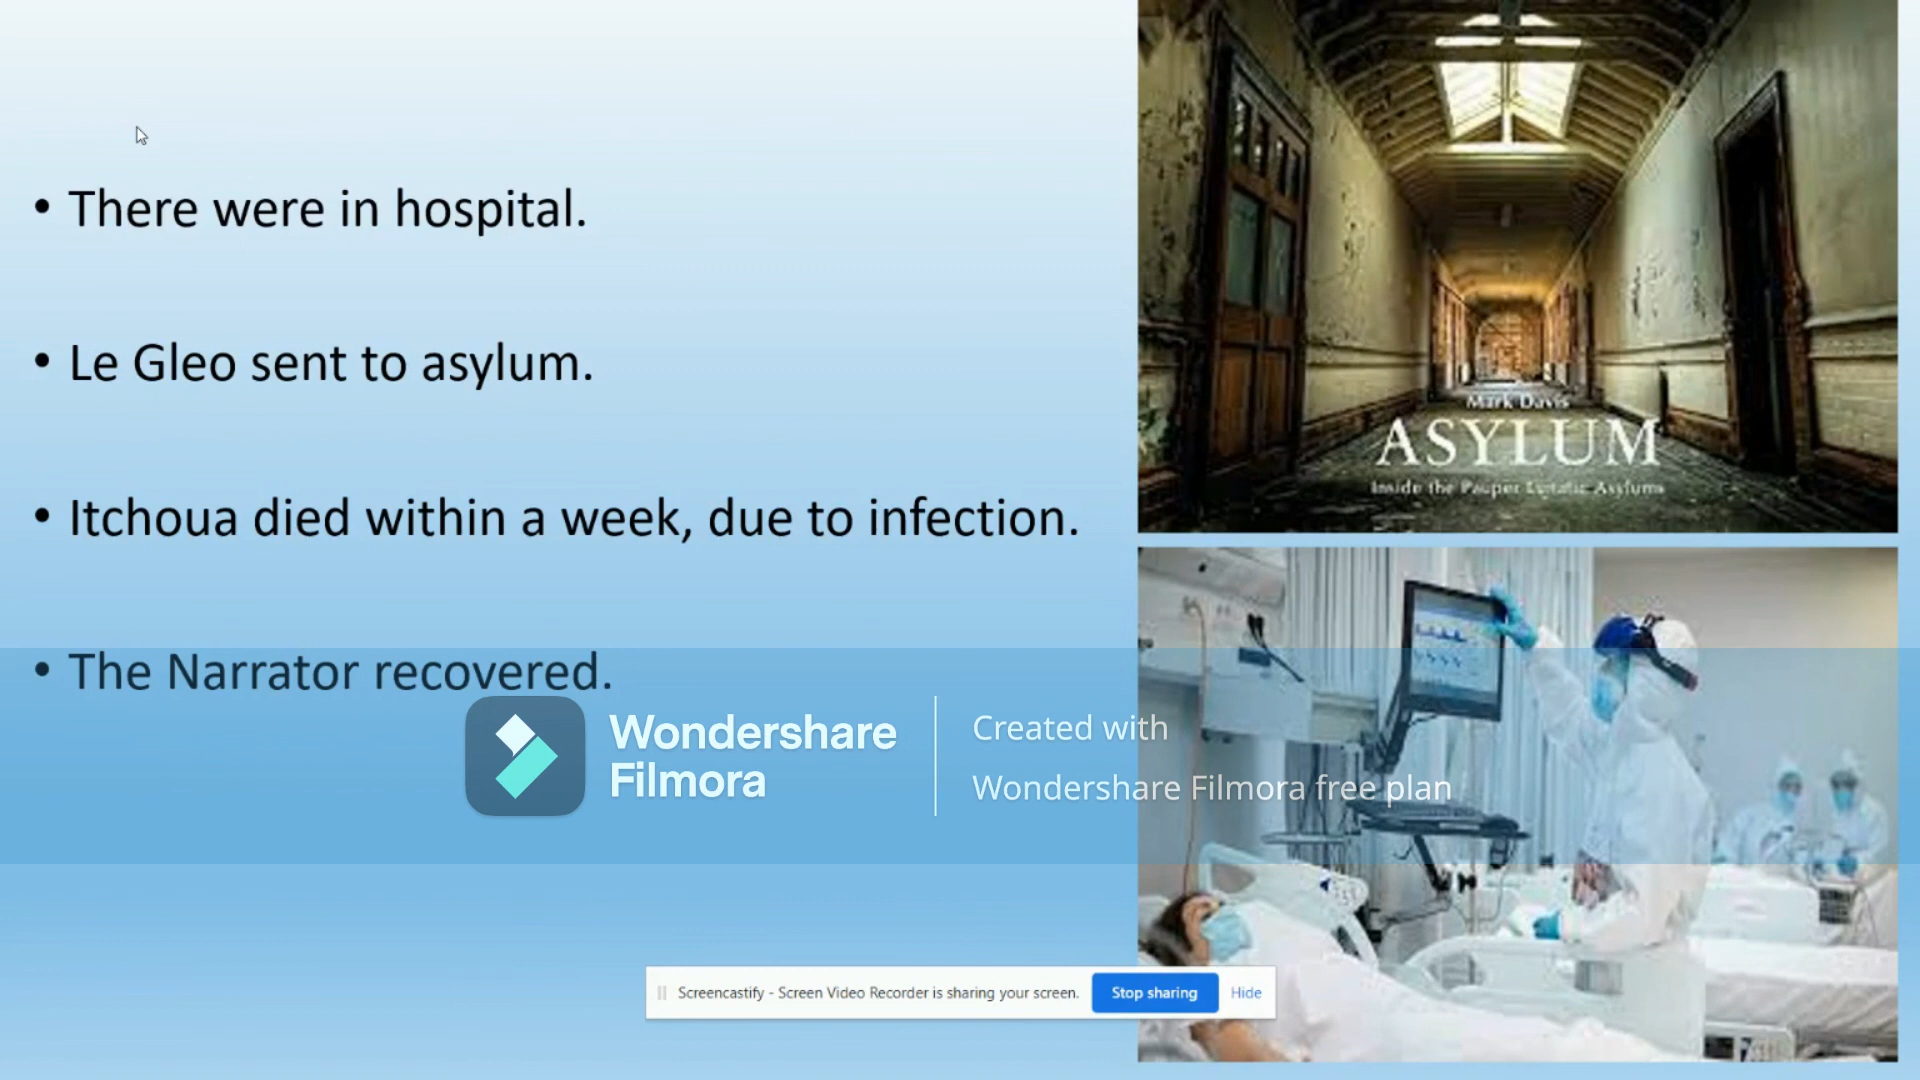 • There were in hospital.
• Le Gleo sent to asylum.
• Itchoua died within a week, due to infection.
• The Narrator recovered.
Mark Davis
ASYLUM
Inside the Pauper Lunatic Asylums
Wondershare
Filmora
Created with
Wondershare Filmora free plan
Screencastify - Screen Video Recorder is sharing your screen.
Stop sharing
Hide